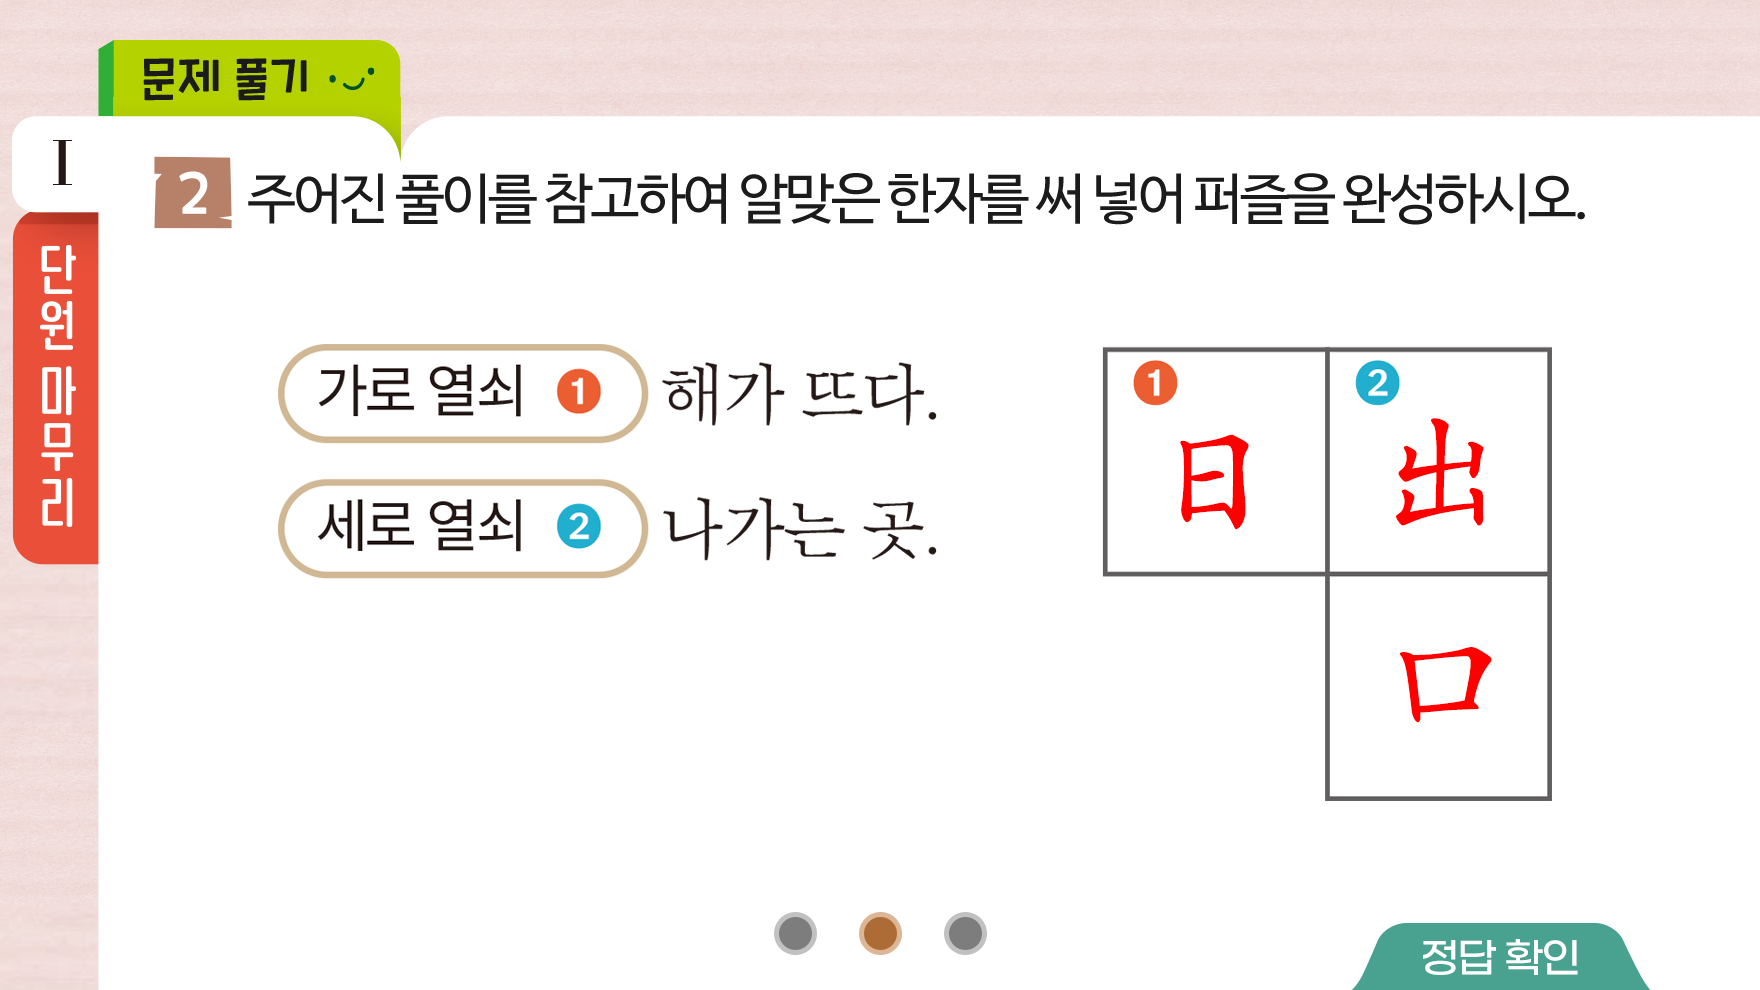 문제 풀기
I
단원 마무리
2 주어진 풀이를 참고하여 알맞은 한자를 써 넣어 퍼즐을 완성하시오.
가로 열쇠 1 해가 뜨다.
세로 열쇠 2 나가는 곳.
1 2
日 出
口
정답 확인